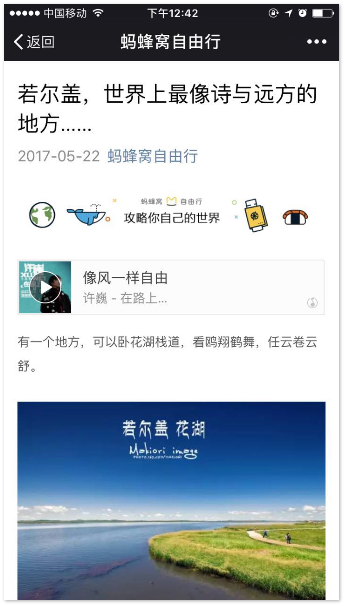 中国移动 下午12:42
返回 蚂蜂窝自由行
若尔盖，世界上最像诗与远方的
地方……
2017-05-22 蚂蜂窝自由行
蚂蜂窝 自由行
攻略你自己的世界
像风一样自由
许巍 - 在路上...
有一个地方，可以卧花湖栈道，看鸥翔鹤舞，任云卷云
舒。
若尔盖 花湖
Makiori image